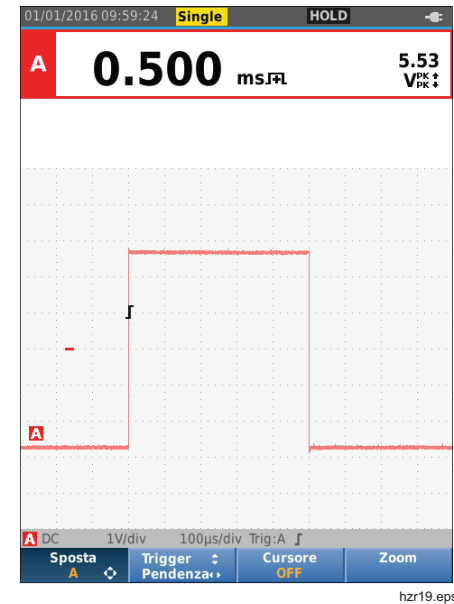 01/01/2016 09:59:24 Single HOLD
A 0.500 ms 5.53
V PK
PK
A
A DC 1V/div 100µs/div Trig:A
Sposta Trigger Cursore Zoom
A Pendenza OFF
hzr19.eps